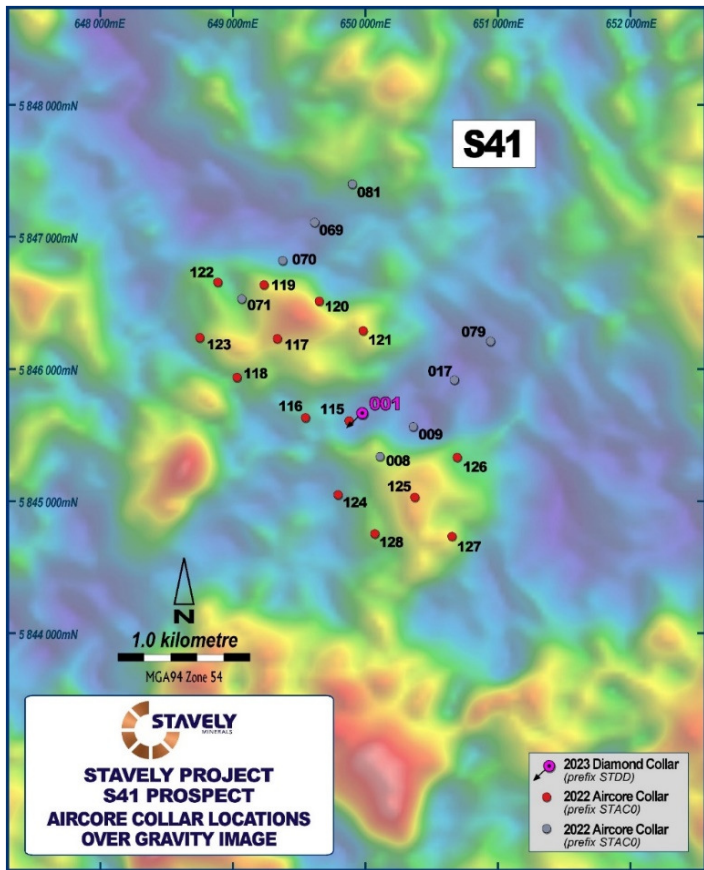 648 000mE 649 000mE 650 000mE 651 000mE 652 000mE
5 848 000mN
S41
081
5 847 000mN
069
070
122
119
071
120
079
123
117
121
5 846 000mN
118
017
116
115
001
009
008
126
125
5 845 000mN
124
128
127
N
5 844 000mN
1.0 kilometre
MGA94 Zone 54
STAVELY
MINERALS
STAVELY PROJECT
S41 PROSPECT
AIRCORE COLLAR LOCATIONS
OVER GRAVITY IMAGE
2023 Diamond Collar
(prefix STDD)
2022 Aircore Collar
(prefix STAC0)
2022 Aircore Collar
(prefix STAC0)